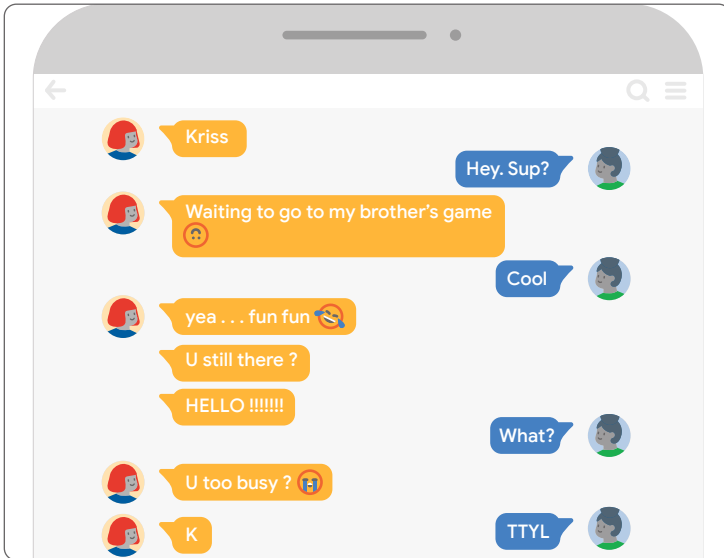 Kriss
Hey. Sup?
Waiting to go to my brother's game
🙃
Cool
yea . . . fun fun 😂
U still there ?
HELLO !!!!!!!
What?
U too busy ? 😭
TTYL
K